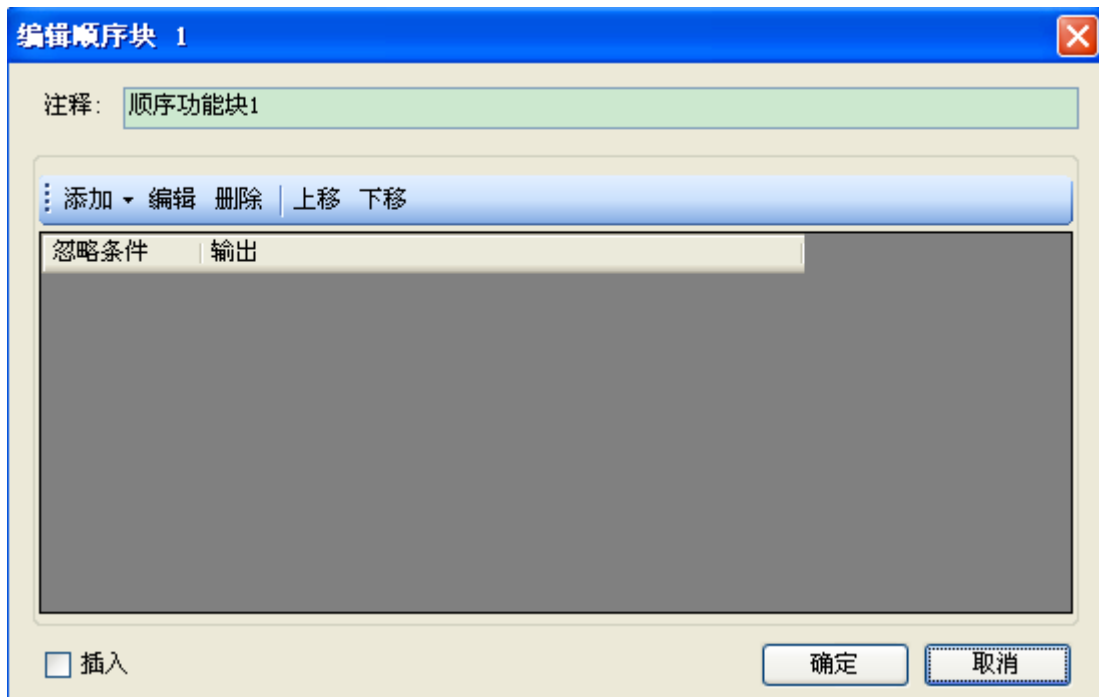 编辑顺序块 1
注释: 顺序功能块1
添加 编辑 删除 上移 下移
忽略条件 输出
插入 确定 取消